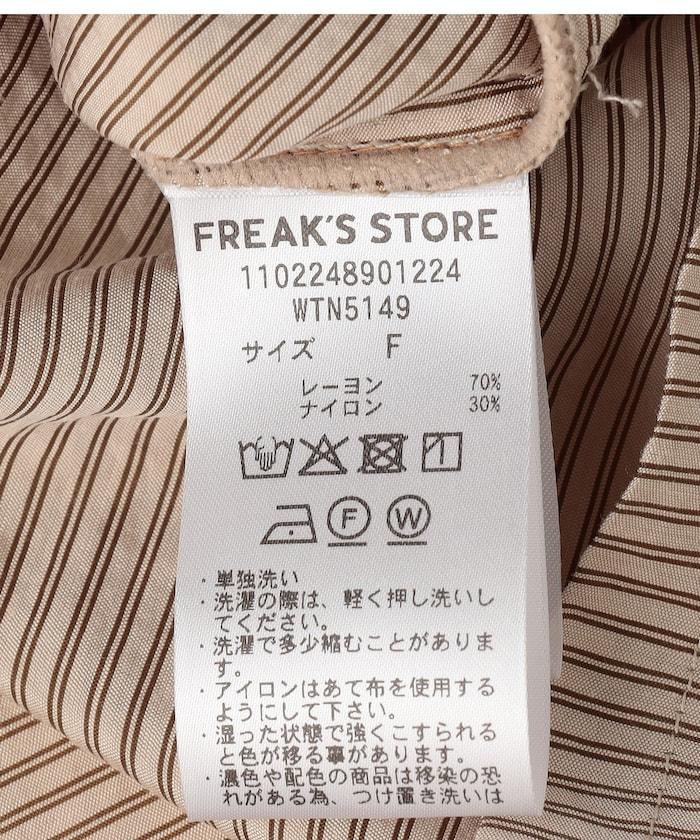 FREAK'S STORE
1102248901224
WTN5149
サイズ F
レーヨン 70%
ナイロン 30%
F W
・単独洗い
・洗濯の際は、軽く押し洗いし
てください。
・洗濯で多少縮むことがありま
す。
・アイロンはあて布を使用する
ようにして下さい。
・湿った状態で強くこすられる
と色が移る事があります。
・濃色や配色の商品は移染の恐
れがある為、つけ置き洗いは